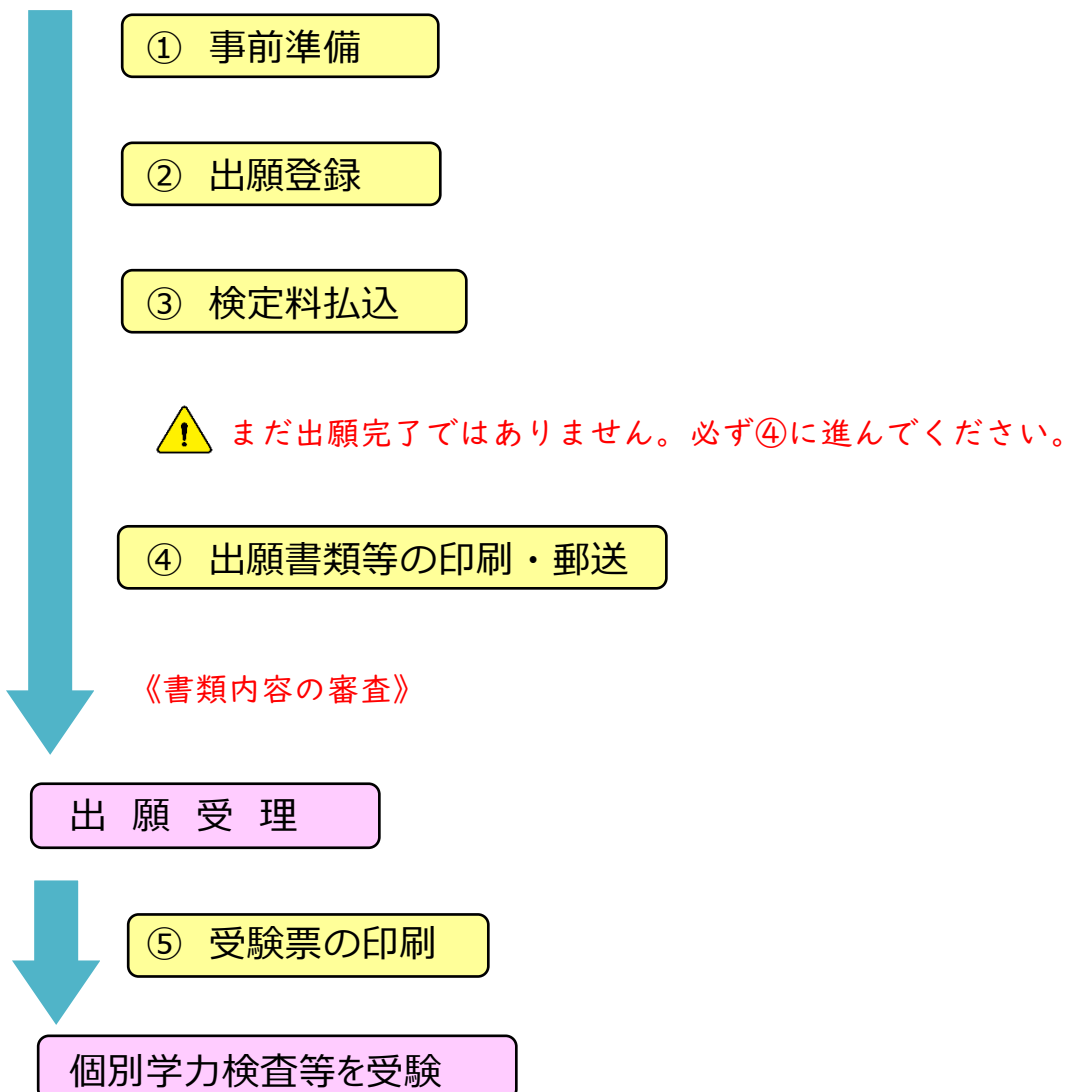 ① 事前準備
② 出願登録
③ 検定料払込
まだ出願完了ではありません。必ず④に進んでください。
④ 出願書類等の印刷・郵送
《書類内容の審査》
出 願 受 理
⑤ 受験票の印刷
個別学力検査等を受験